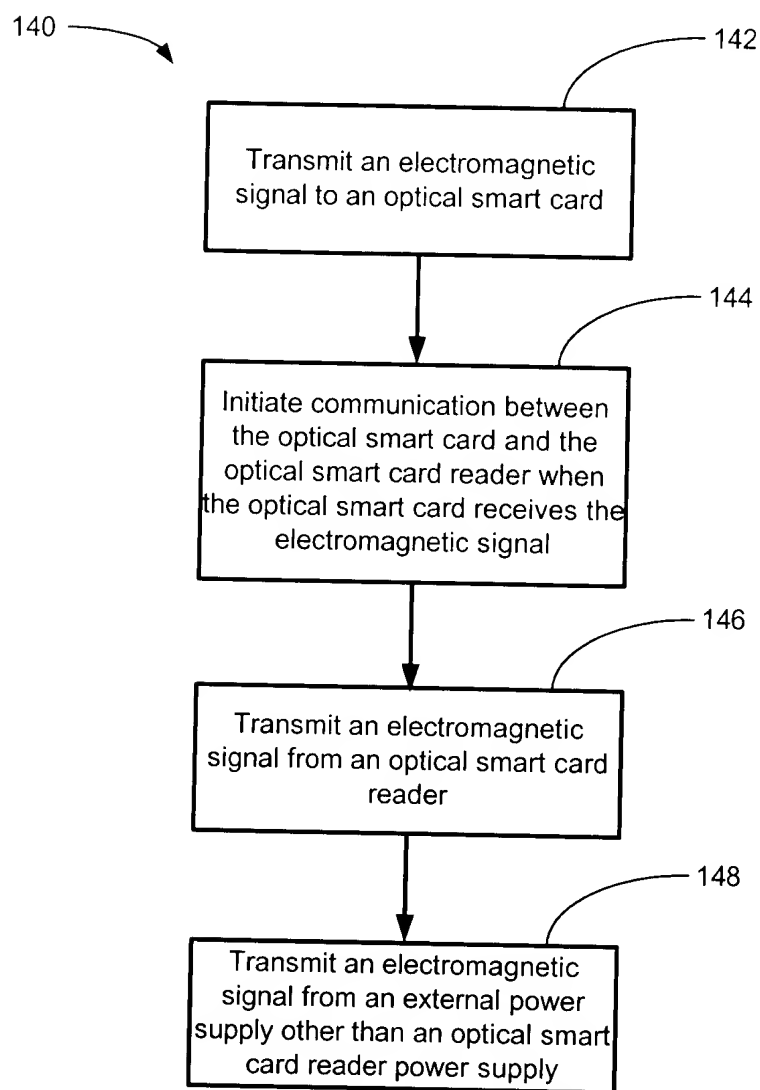 140
142
Transmit an electromagnetic
signal to an optical smart card
144
Initiate communication between
the optical smart card and the
optical smart card reader when
the optical smart card receives the
electromagnetic signal
146
Transmit an electromagnetic
signal from an optical smart card
reader
148
Transmit an electromagnetic
signal from an external power
supply other than an optical smart
card reader power supply